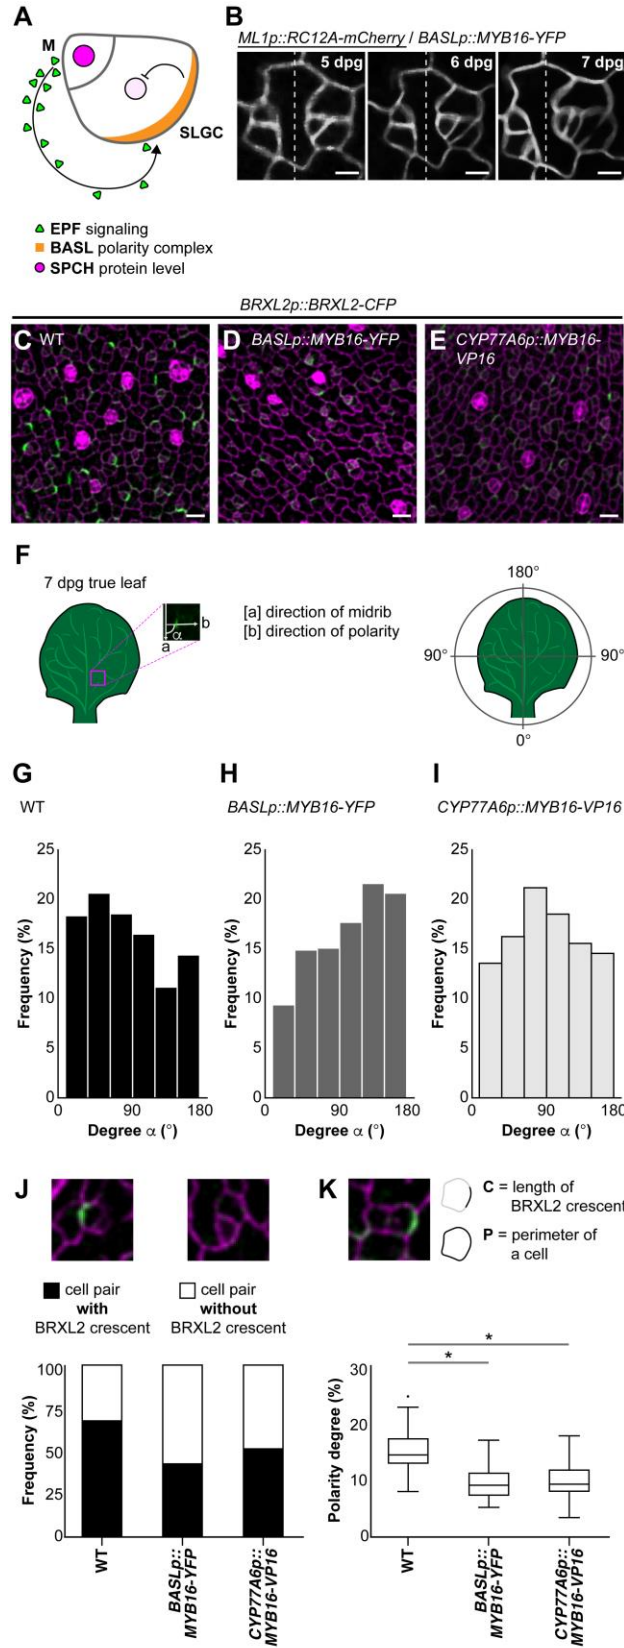 A
M
SLGC
EPF signaling
BASL polarity complex
SPCH protein level
B
ML1p::RC12A-mCherry / BASLp::MYB16-YFP
5 dpg
6 dpg
7 dpg
BRXL2p::BRXL2-CFP
C WT
D BASLp::MYB16-YFP
E CYP77A6p::MYB16-
VP16
F
7 dpg true leaf
α
a
b
[a] direction of midrib
[b] direction of polarity
180°
90°
90°
0°
G
WT
25
20
15
10
5
0
Frequency (%)
0
90
180
Degree α (°)
H
BASLp::MYB16-YFP
25
20
15
10
5
0
Frequency (%)
0
90
180
Degree α (°)
I
CYP77A6p::MYB16-VP16
25
20
15
10
5
0
Frequency (%)
0
90
180
Degree α (°)
J
cell pair
with
BRXL2 crescent
cell pair
without
BRXL2 crescent
100
75
50
25
0
Frequency (%)
WT
BASLp::
MYB16-YFP
CYP77A6p::
MYB16-VP16
K
C = length of
BRXL2 crescent
P = perimeter of
a cell
*
*
30
20
10
0
Polarity degree (%)
WT
BASLp::
MYB16-YFP
CYP77A6p::
MYB16-VP16